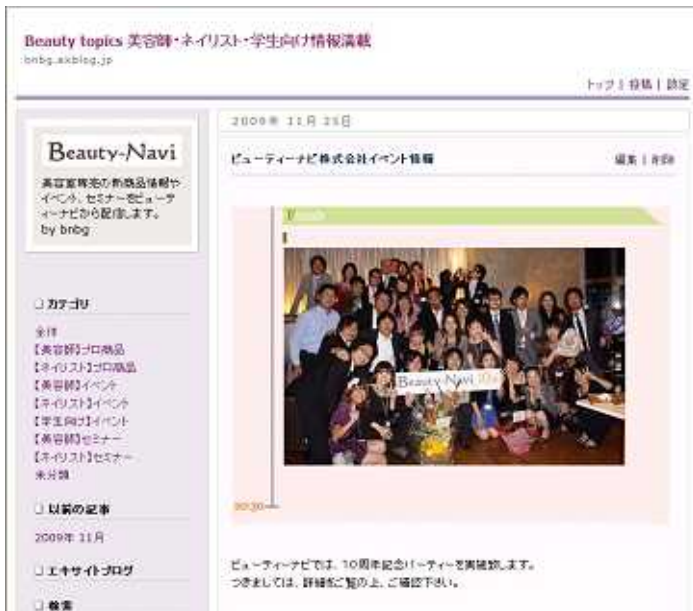 Beauty topics 美容師・ネイリスト・学生向け情報満載
bnbg.exblog.jp
トップ | 投稿 | 設定
Beauty-Navi
美容室専売の新商品情報や
イベント、セミナーをビューテ
ィーナビから配信します。
by bnbg
カテゴリ
全体
【美容師】プロ商品
【ネイリスト】プロ商品
【美容師】イベント
【ネイリスト】イベント
【学生向け】イベント
【美容師】セミナー
【ネイリスト】セミナー
未分類
以前の記事
2009年 11月
エキサイトブログ
検索
2009年 11月 25日
ビューティーナビ株式会社イベント情報
編集 | 削除
Beauty-Navi 10th
00:30
ビューティーナビでは、10周年記念パーティーを実施致します。
つきましては、詳細をご覧の上、ご確認下さい。